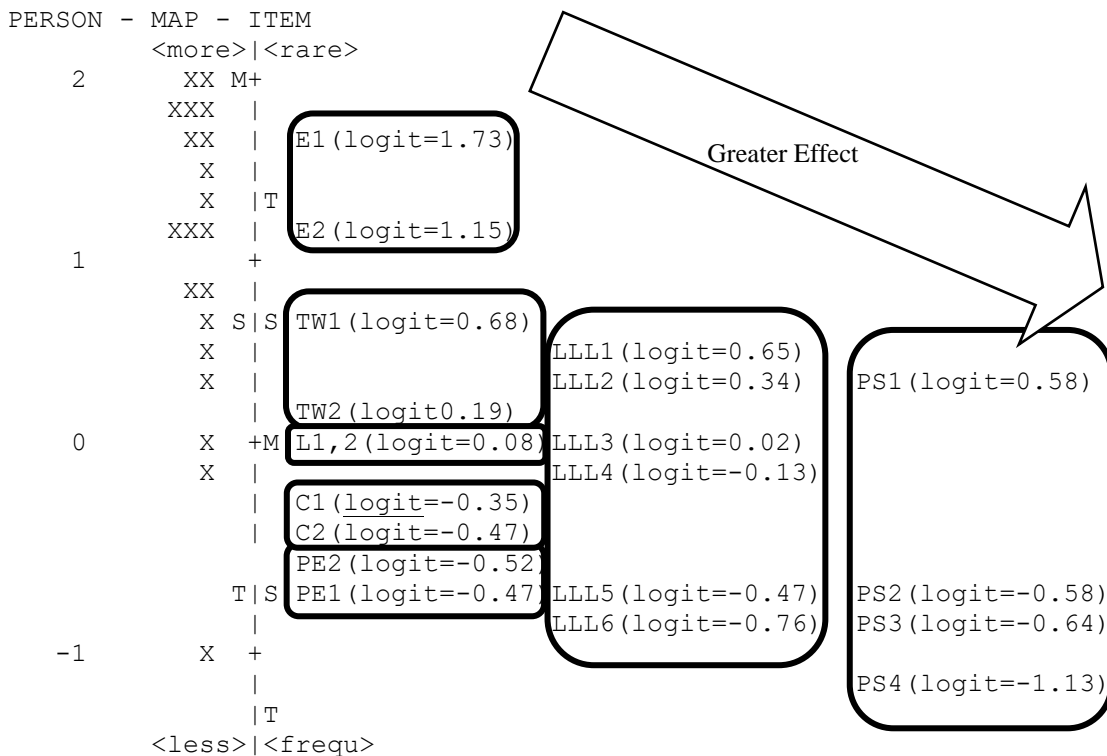 PERSON - MAP - ITEM
<more>|<rare>
2 XX M+
XXX |
XX | E1(logit=1.73)
Greater Effect
X |
X |T
XXX | E2(logit=1.15)
1 +
XX |
X S|S TW1(logit=0.68)
X | LLL1(logit=0.65)
X | LLL2(logit=0.34) PS1(logit=0.58)
| TW2(logit0.19)
0 X +M L1,2(logit=0.08) LLL3(logit=0.02)
X | LLL4(logit=-0.13)
| C1(logit=-0.35)
| C2(logit=-0.47)
PE2(logit=-0.52)
T|S PE1(logit=-0.47) LLL5(logit=-0.47) PS2(logit=-0.58)
| LLL6(logit=-0.76) PS3(logit=-0.64)
-1 X +
| PS4(logit=-1.13)
|T
<less>|<frequ>